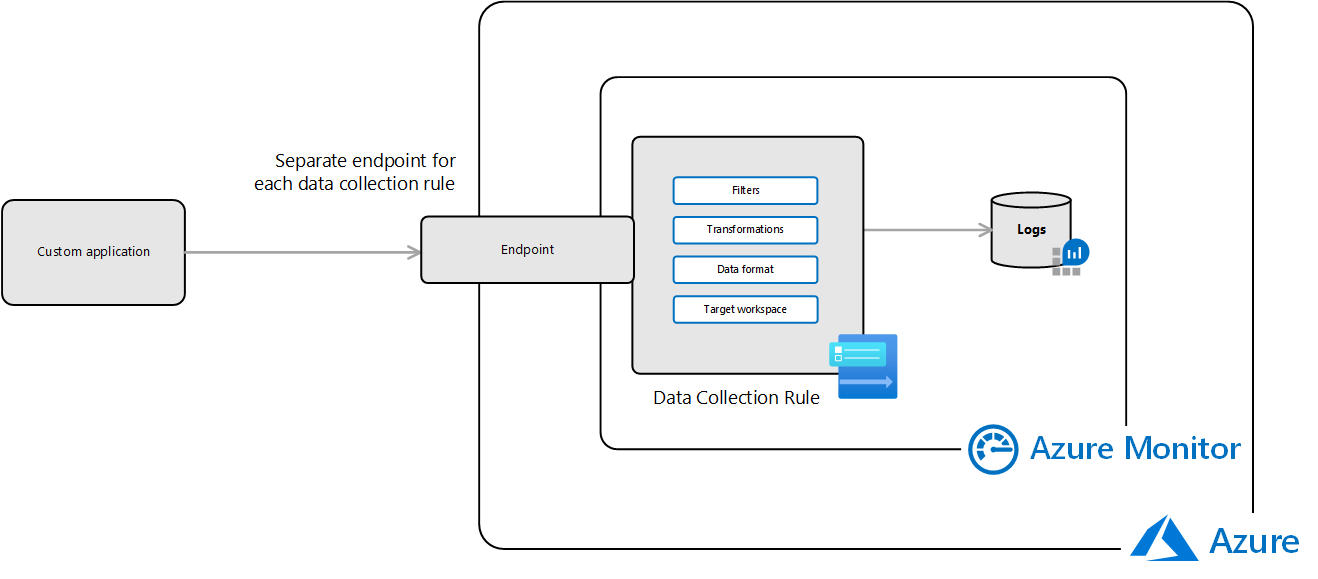 Separate endpoint for
each data collection rule
Custom application
Endpoint
Filters
Transformations
Data format
Target workspace
Logs
Data Collection Rule
Azure Monitor
Azure